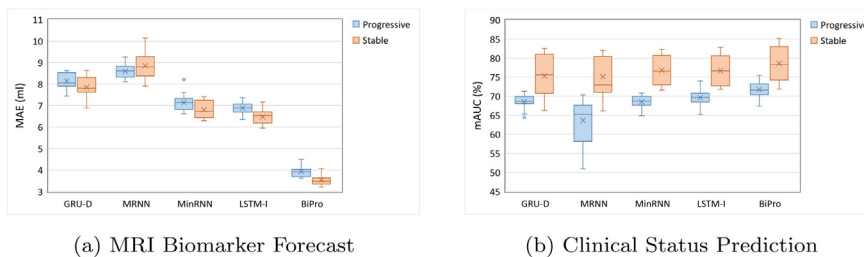 11
10
9
8
7
6
5
4
3
MAE (ml)
Progressive
Stable
GRU-D MRNN MinRNN LSTM-I BiPro
(a) MRI Biomarker Forecast
90
85
80
75
70
65
60
55
50
45
mAUC (%)
Progressive
Stable
GRU-D MRNN MinRNN LSTM-I BiPro
(b) Clinical Status Prediction